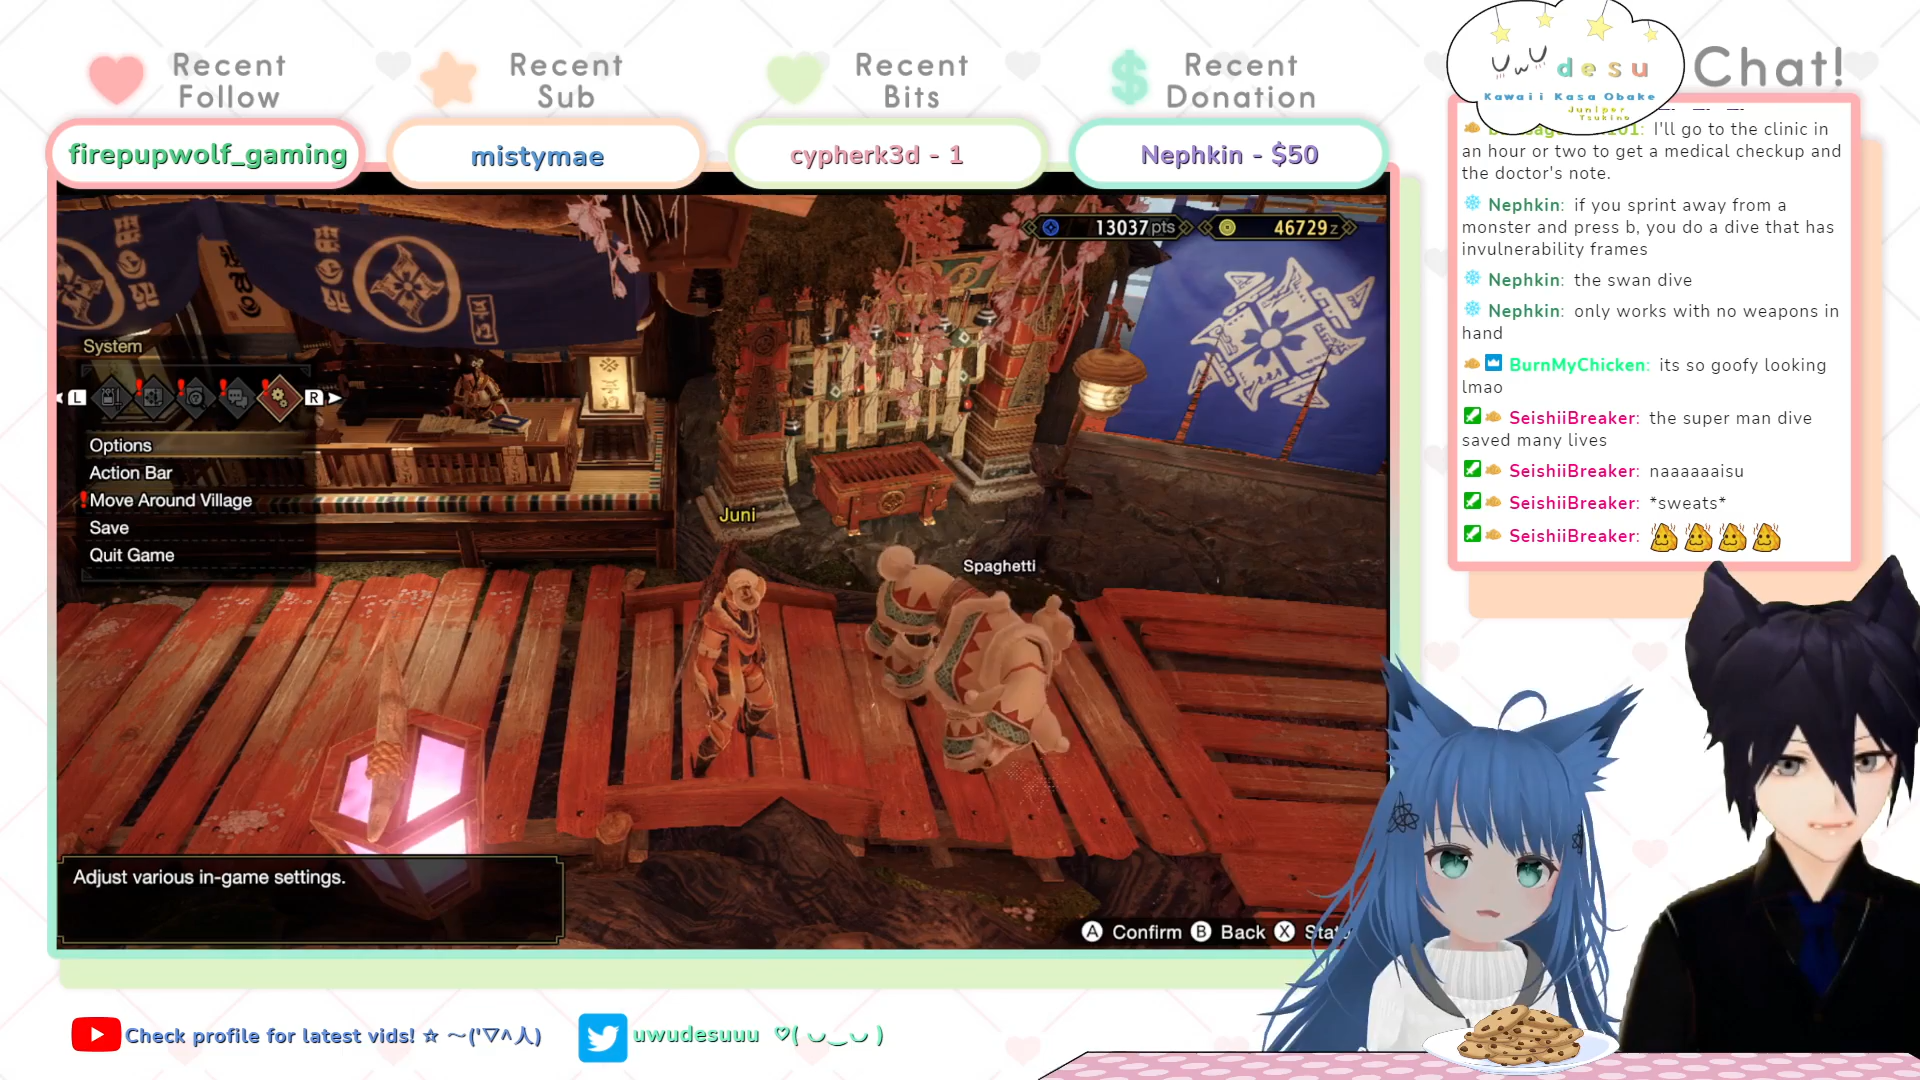 Recent
Follow
Recent
Sub
Recent
Bits
Recent
Donation
UwU desu
Kawaii Kasa Obake
Juniper
Tsukino
Chat!
firepupwolf_gaming
mistymae
cypherk3d - 1
Nephkin - $50
I'll go to the clinic in
an hour or two to get a medical checkup and
the doctor's note.
Nephkin: if you sprint away from a
monster and press b, you do a dive that has
invulnerability frames
Nephkin: the swan dive
Nephkin: only works with no weapons in
hand
BurnMyChicken: its so goofy looking
lmao
SeishiiBreaker: the super man dive
saved many lives
SeishiiBreaker: naaaaaaisu
SeishiiBreaker: *sweats*
SeishiiBreaker:
13037 pts
46729 z
System
L
R
Options
Action Bar
Move Around Village
Save
Quit Game
Juni
Spaghetti
Adjust various in-game settings.
A Confirm B Back X Stat
Check profile for latest vids! ☆ ～('▽^人)
uwudesuuu ♡( ᴗ‿ᴗ )